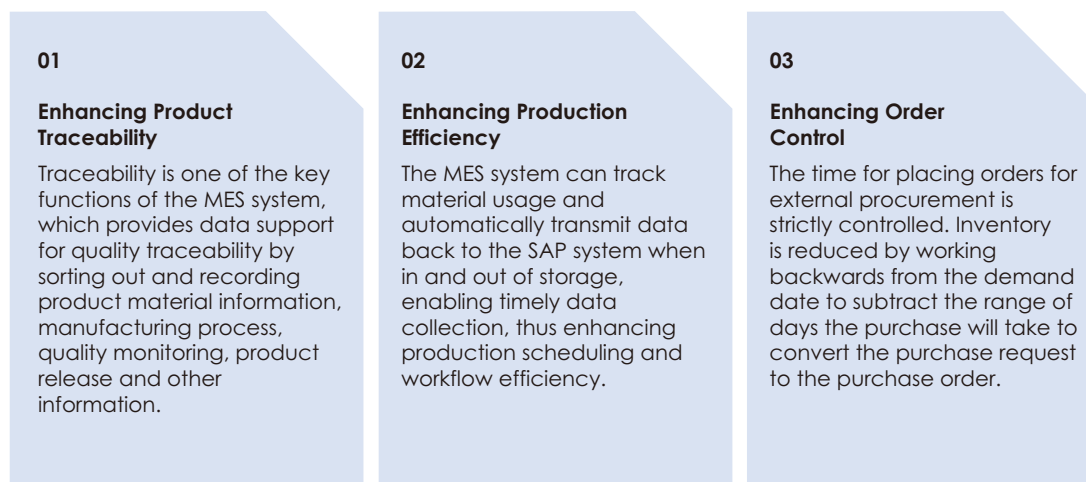 01
Enhancing Product
Traceability
Traceability is one of the key
functions of the MES system,
which provides data support
for quality traceability by
sorting out and recording
product material information,
manufacturing process,
quality monitoring, product
release and other
information.
02
Enhancing Production
Efficiency
The MES system can track
material usage and
automatically transmit data
back to the SAP system when
in and out of storage,
enabling timely data
collection, thus enhancing
production scheduling and
workflow efficiency.
03
Enhancing Order
Control
The time for placing orders for
external procurement is
strictly controlled. Inventory
is reduced by working
backwards from the demand
date to subtract the range of
days the purchase will take to
convert the purchase request
to the purchase order.